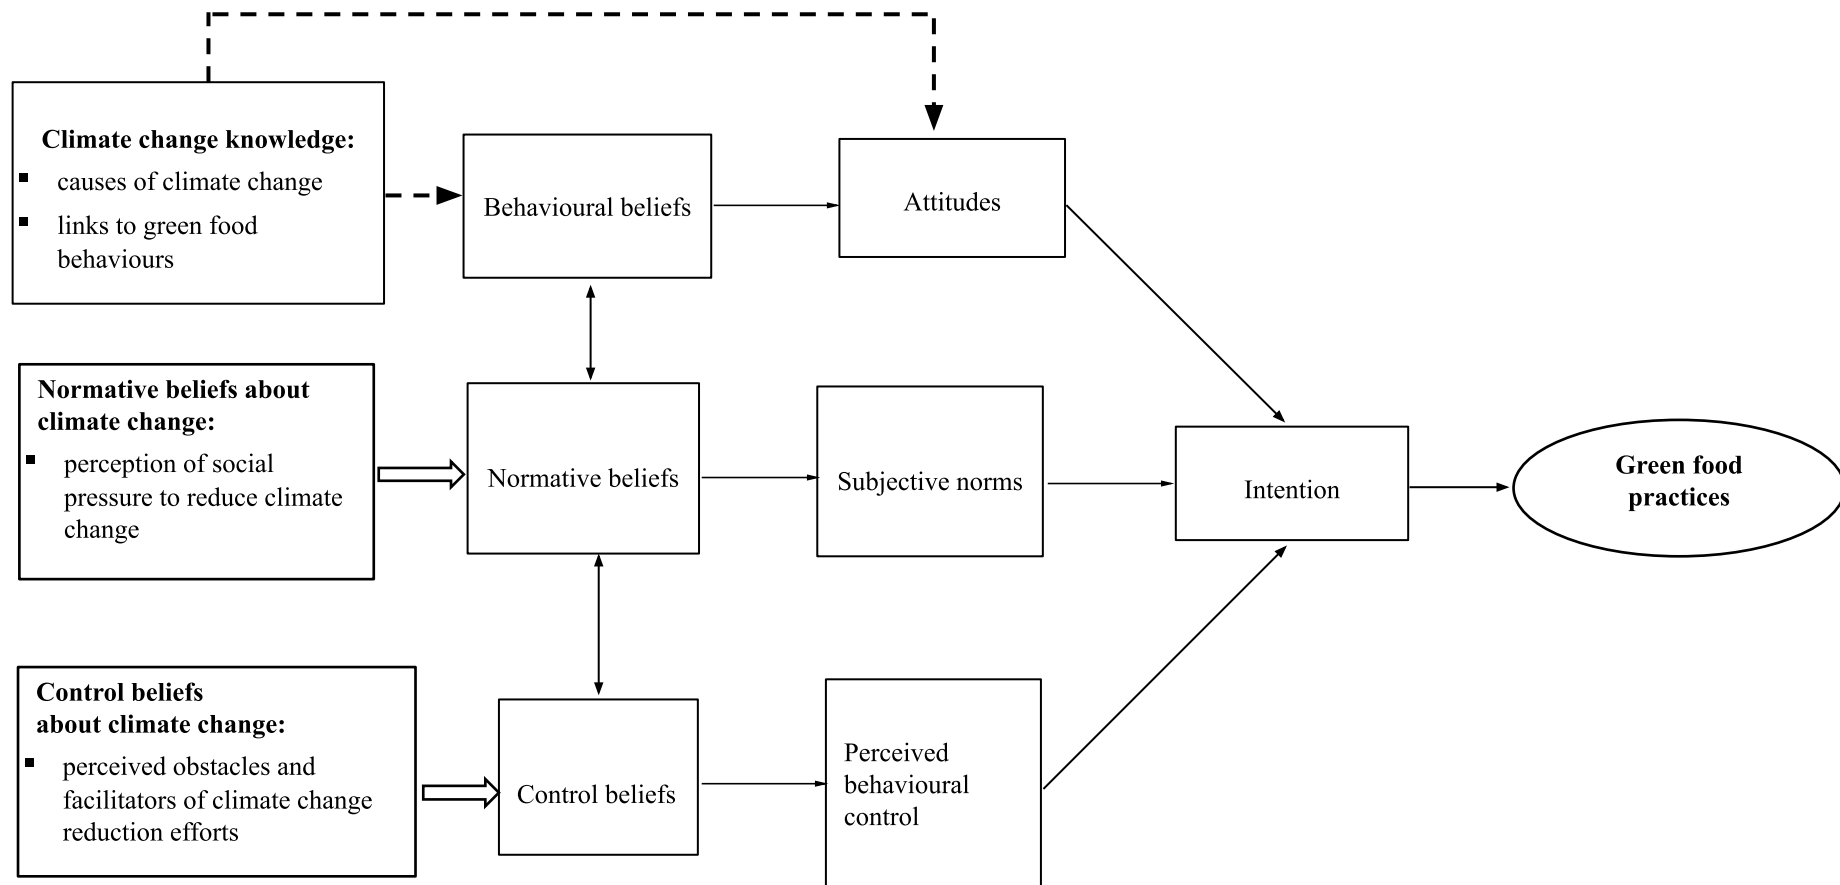 Climate change knowledge:
▪ causes of climate change
▪ links to green food
behaviours
Behavioural beliefs
Attitudes
Normative beliefs about
climate change:
▪ perception of social
pressure to reduce climate
change
Normative beliefs
Subjective norms
Intention
Green food
practices
Control beliefs
about climate change:
▪ perceived obstacles and
facilitators of climate change
reduction efforts
Control beliefs
Perceived
behavioural
control